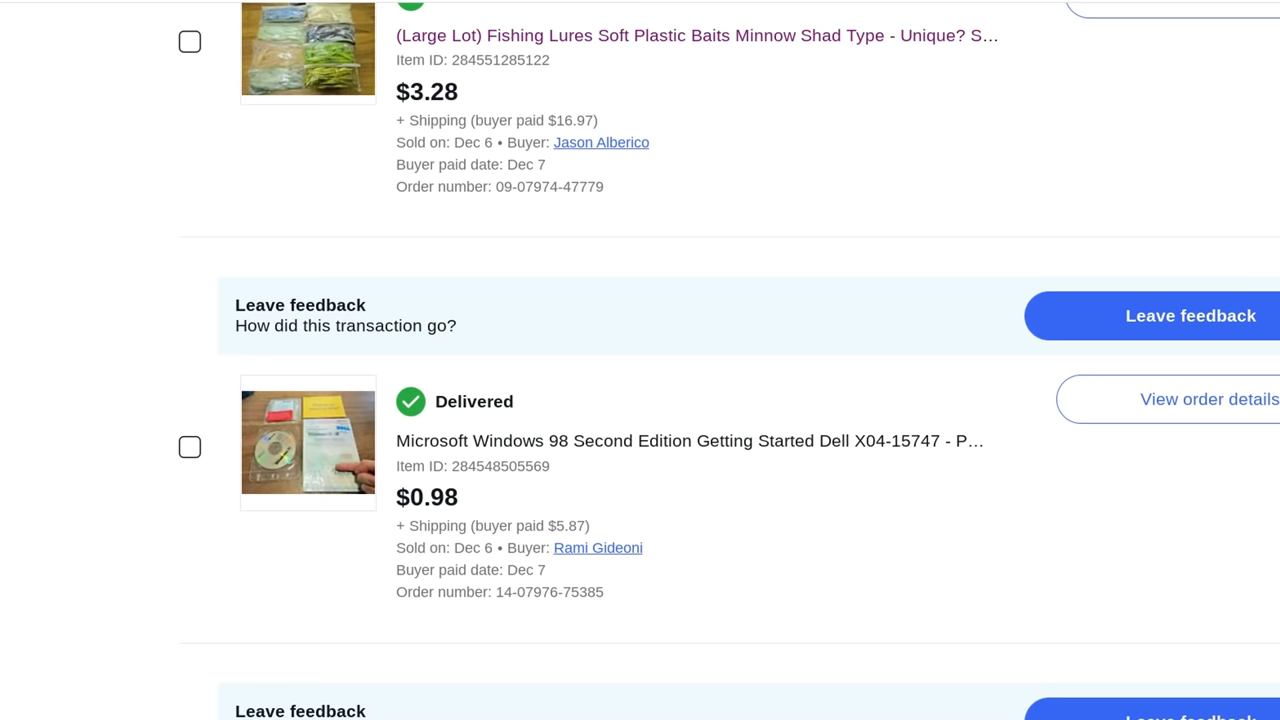 (Large Lot) Fishing Lures Soft Plastic Baits Minnow Shad Type - Unique? S…
Item ID: 284551285122
$3.28
+ Shipping (buyer paid $16.97)
Sold on: Dec 6 • Buyer: Jason Alberico
Buyer paid date: Dec 7
Order number: 09-07974-47779
Leave feedback
How did this transaction go?
Leave feedback
Delivered
View order details
Microsoft Windows 98 Second Edition Getting Started Dell X04-15747 - P…
Item ID: 284548505569
$0.98
+ Shipping (buyer paid $5.87)
Sold on: Dec 6 • Buyer: Rami Gideoni
Buyer paid date: Dec 7
Order number: 14-07976-75385
Leave feedback
Leave feedback